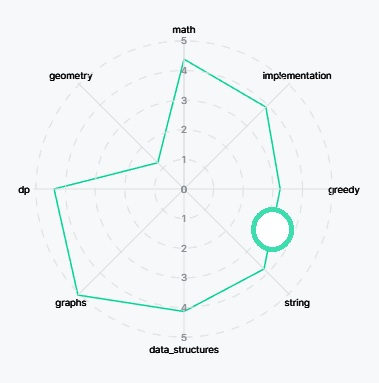 math
5
geometry
4
implementation
3
2
1
dp
0
greedy
1
2
3
graphs
4
string
5
data_structures